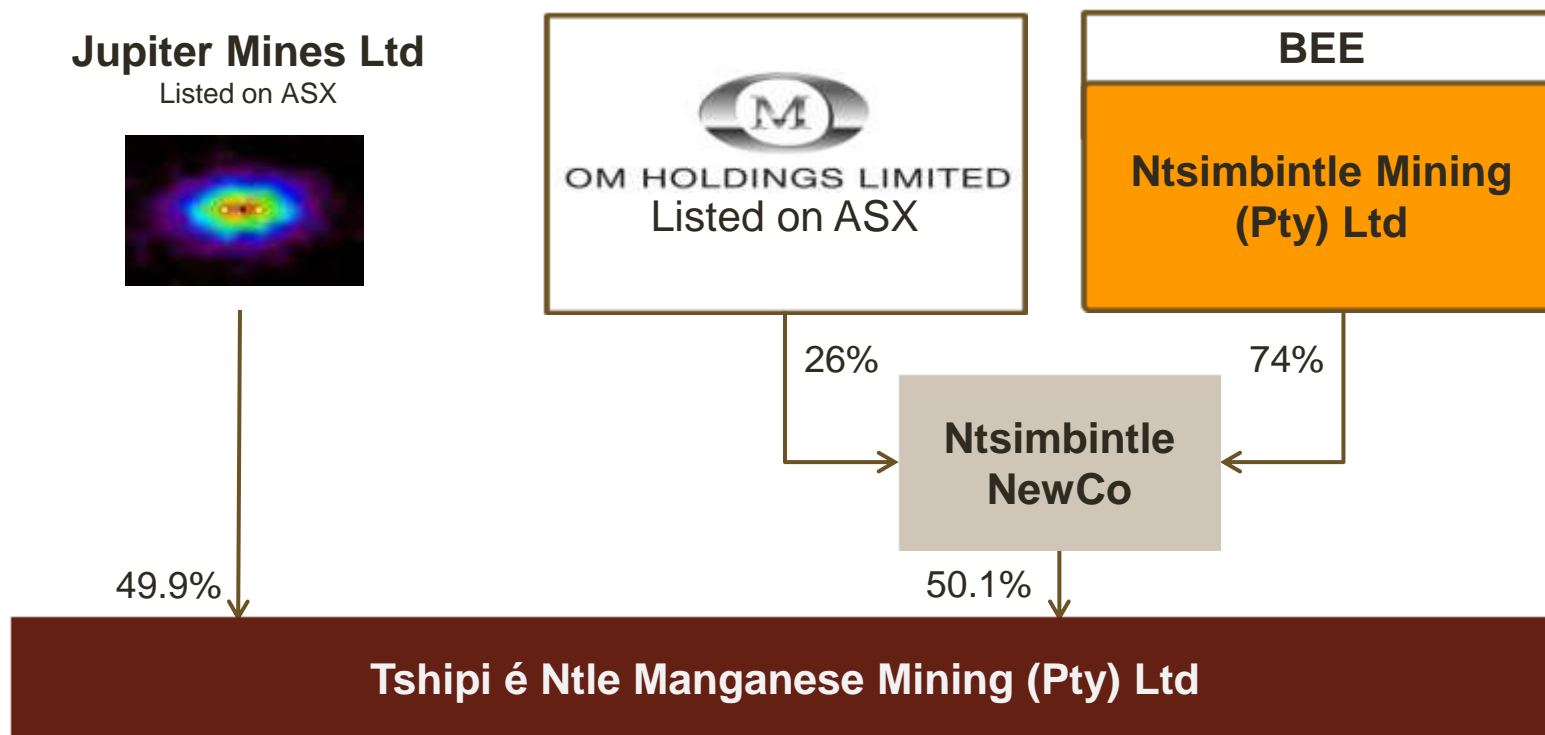 Jupiter Mines Ltd
Listed on ASX
M
OM HOLDINGS LIMITED
Listed on ASX
BEE
Ntsimbintle Mining
(Pty) Ltd
26%
74%
Ntsimbintle
NewCo
49.9%
50.1%
Tshipi é Ntle Manganese Mining (Pty) Ltd